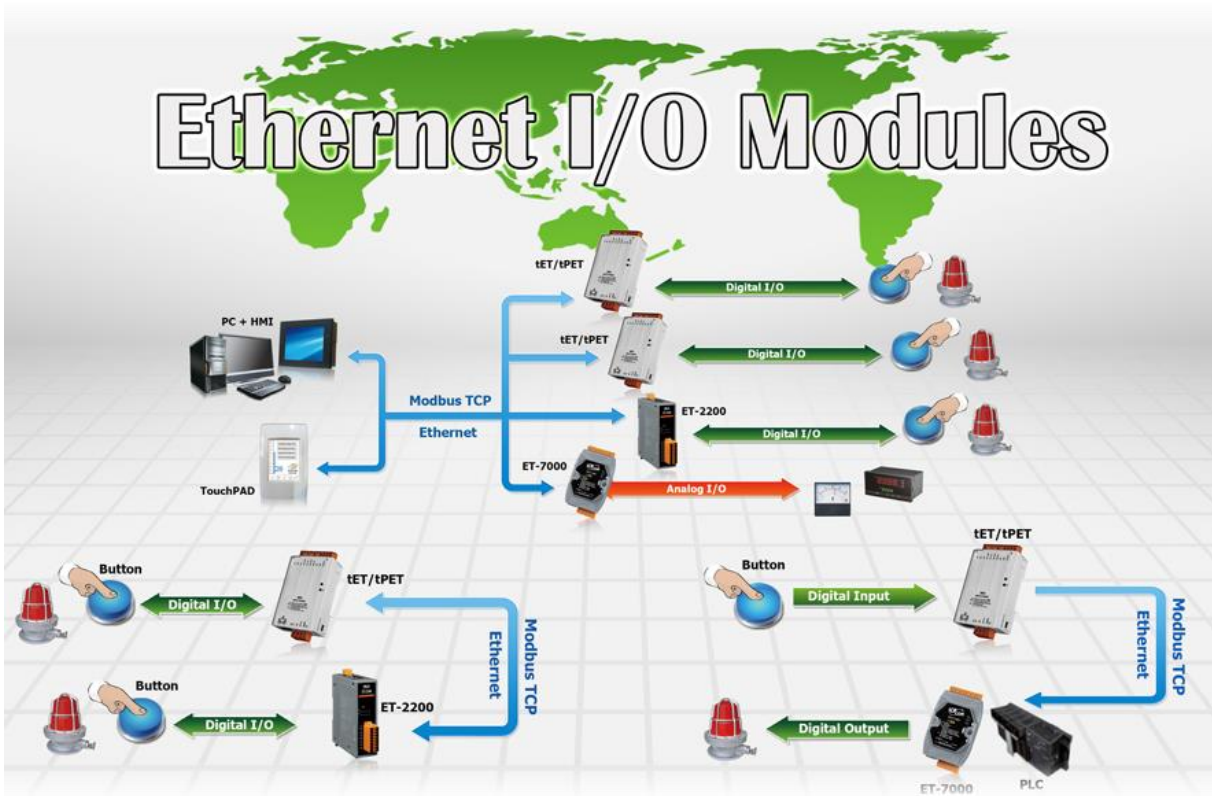 Ethernet I/O Modules
tET/tPET
Digital I/O
PC + HMI
tET/tPET
Digital I/O
Modbus TCP
Ethernet
ET-2200
Digital I/O
TouchPAD
ET-7000
Analog I/O
Button
tET/tPET
Digital I/O
Modbus TCP
Ethernet
Button
ET-2200
Digital I/O
tET/tPET
Button
Digital Input
Modbus TCP
Ethernet
Digital Output
ET-7000
PLC